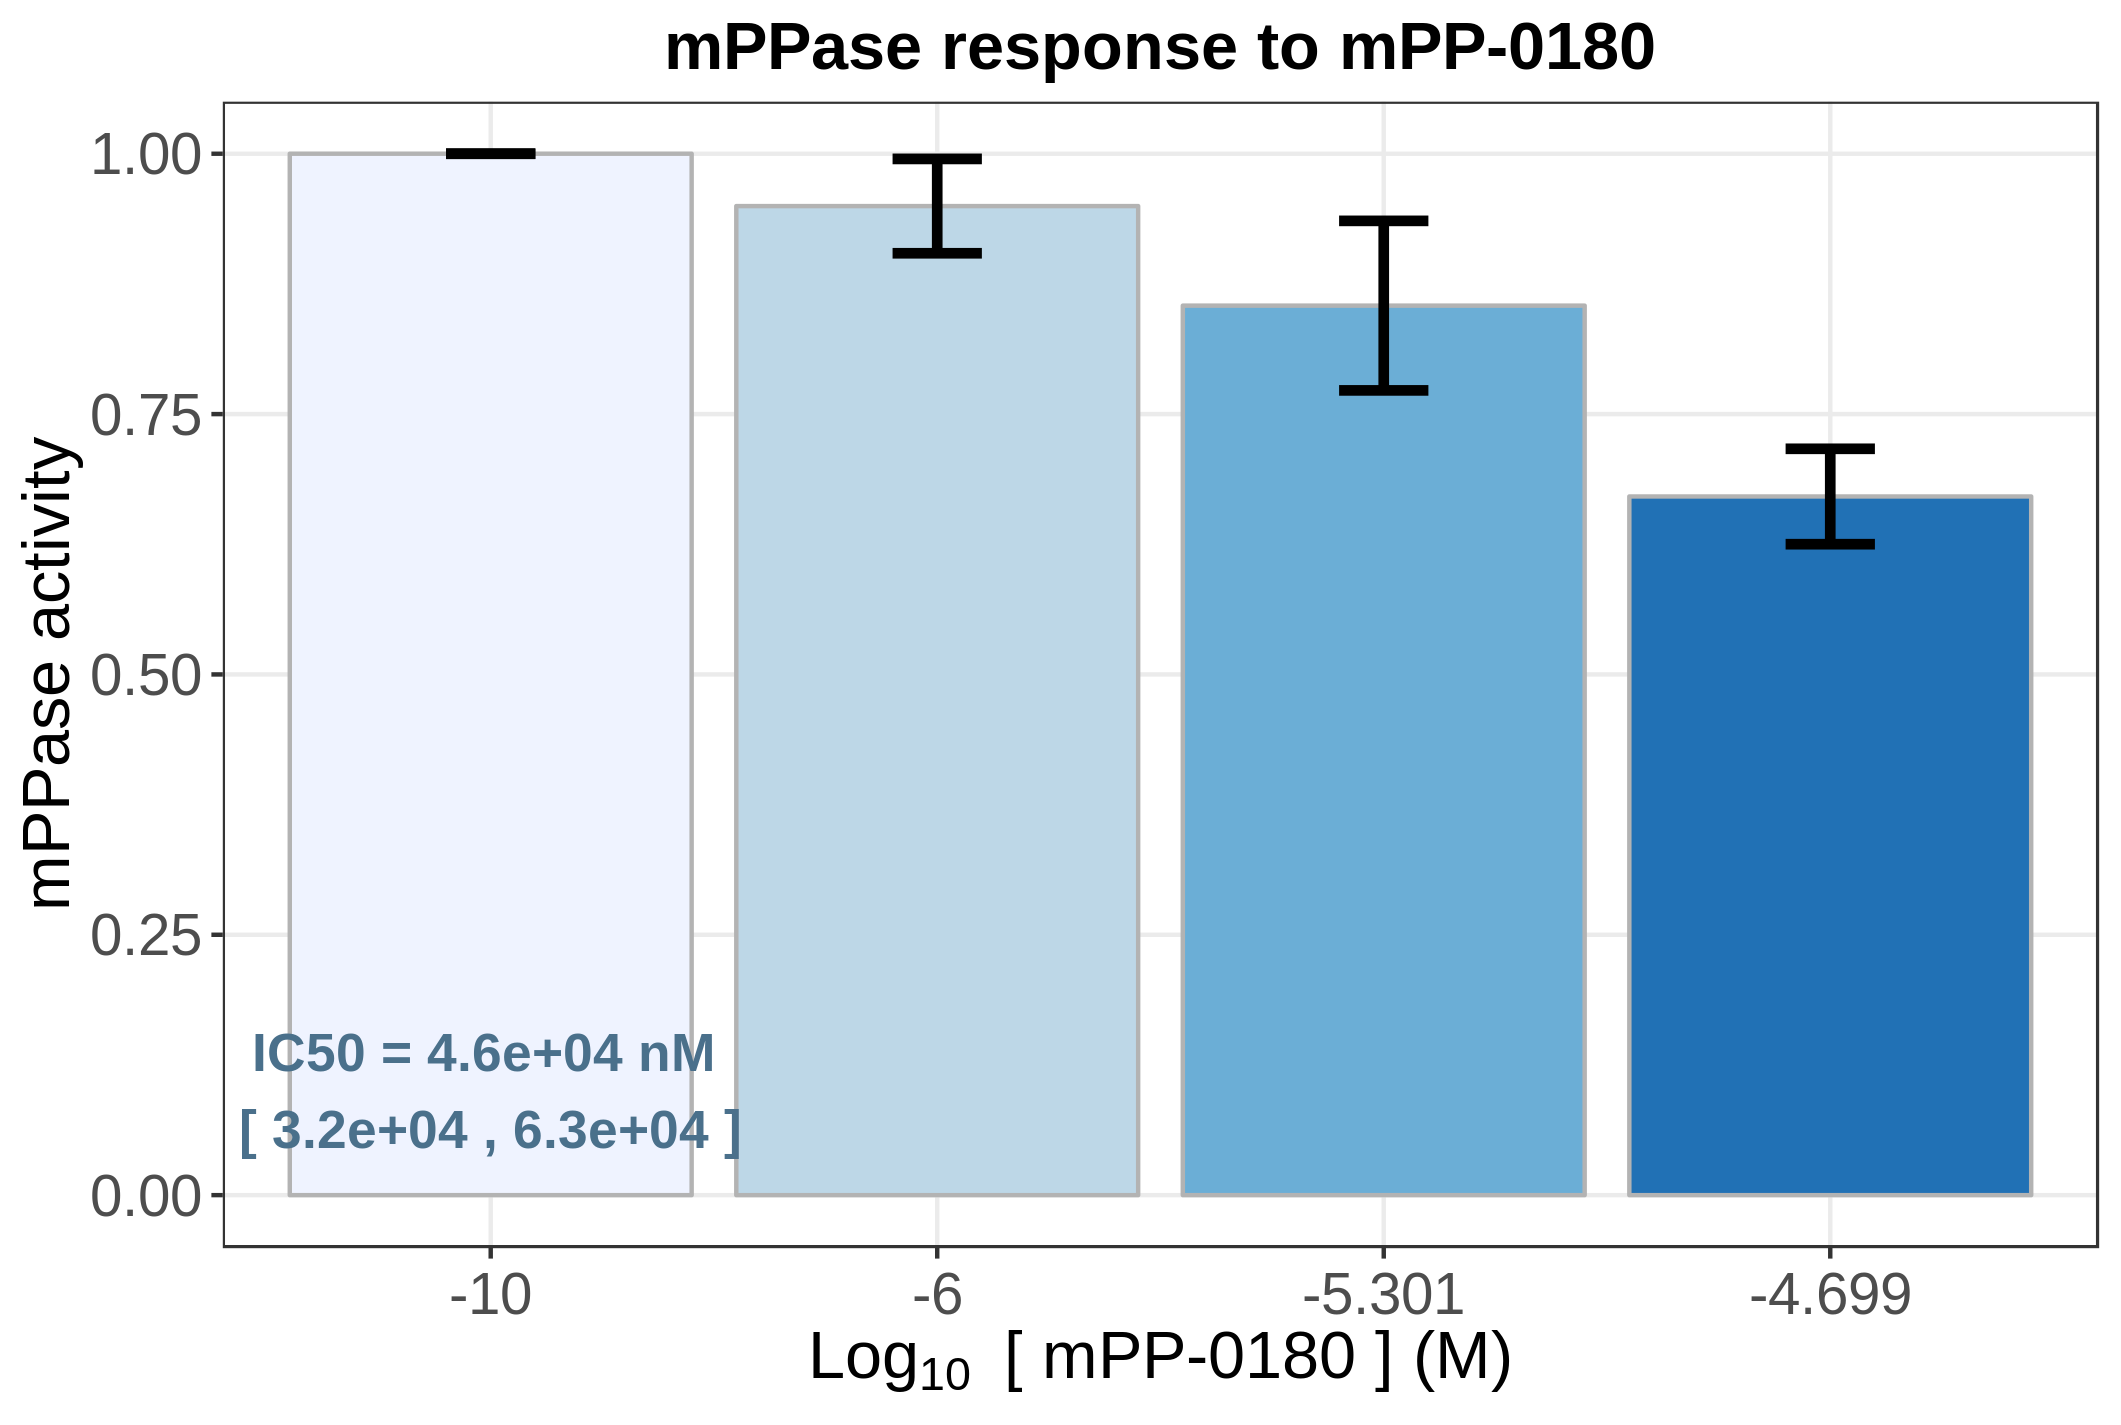 mPPase response to mPP-0180
mPPase activity
1.00
0.75
0.50
0.25
0.00
IC50 = 4.6e+04 nM
[ 3.2e+04 , 6.3e+04 ]
-10
-6
-5.301
-4.699
Log10 [ mPP-0180 ] (M)